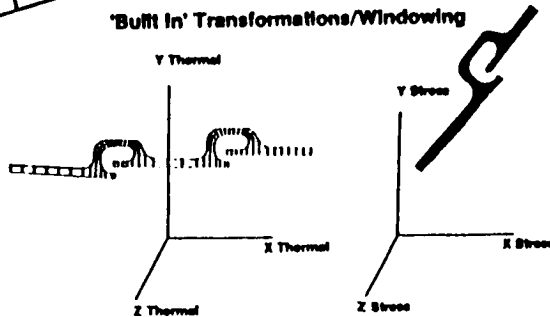 'Built In' Transformations/Windowing
Y Thermal
Y Stress
X Thermal
X Stress
Z Thermal
Z Stress